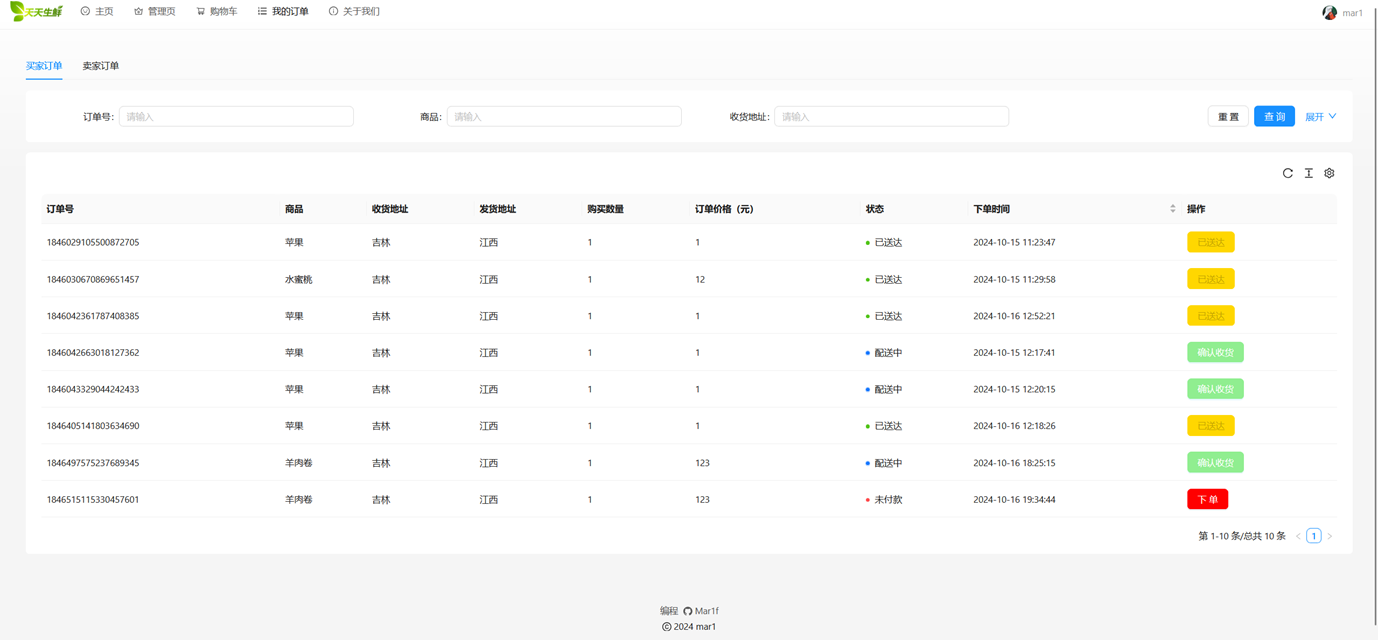 天天生鲜 主页 管理页 购物车 我的订单 关于我们 mar1
买家订单 卖家订单
订单号: 请输入 商品: 请输入 收货地址: 请输入 重 置 查 询 展开
订单号 商品 收货地址 发货地址 购买数量 订单价格（元） 状态 下单时间 操作
1846029105500872705 苹果 吉林 江西 1 1 已送达 2024-10-15 11:23:47 已送达
1846030670869651457 水蜜桃 吉林 江西 1 12 已送达 2024-10-15 11:29:58 已送达
1846042361787408385 苹果 吉林 江西 1 1 已送达 2024-10-16 12:52:21 已送达
1846042663018127362 苹果 吉林 江西 1 1 配送中 2024-10-15 12:17:41 确认收货
1846043329044242433 苹果 吉林 江西 1 1 配送中 2024-10-15 12:20:15 确认收货
1846405141803634690 苹果 吉林 江西 1 1 已送达 2024-10-16 12:18:26 已送达
1846497575237689345 羊肉卷 吉林 江西 1 123 配送中 2024-10-16 18:25:15 确认收货
1846515115330457601 羊肉卷 吉林 江西 1 123 未付款 2024-10-16 19:34:44 下 单
第 1-10 条/总共 10 条 1
编程 Mar1f
© 2024 mar1